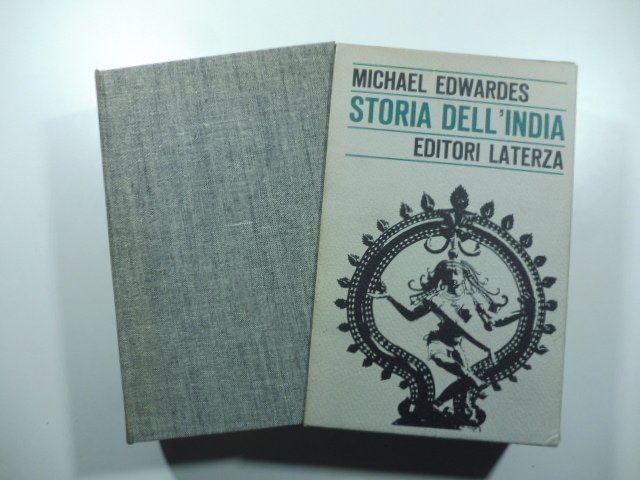 MICHAEL EDWARDES
STORIA DELL'INDIA
EDITORI LATERZA